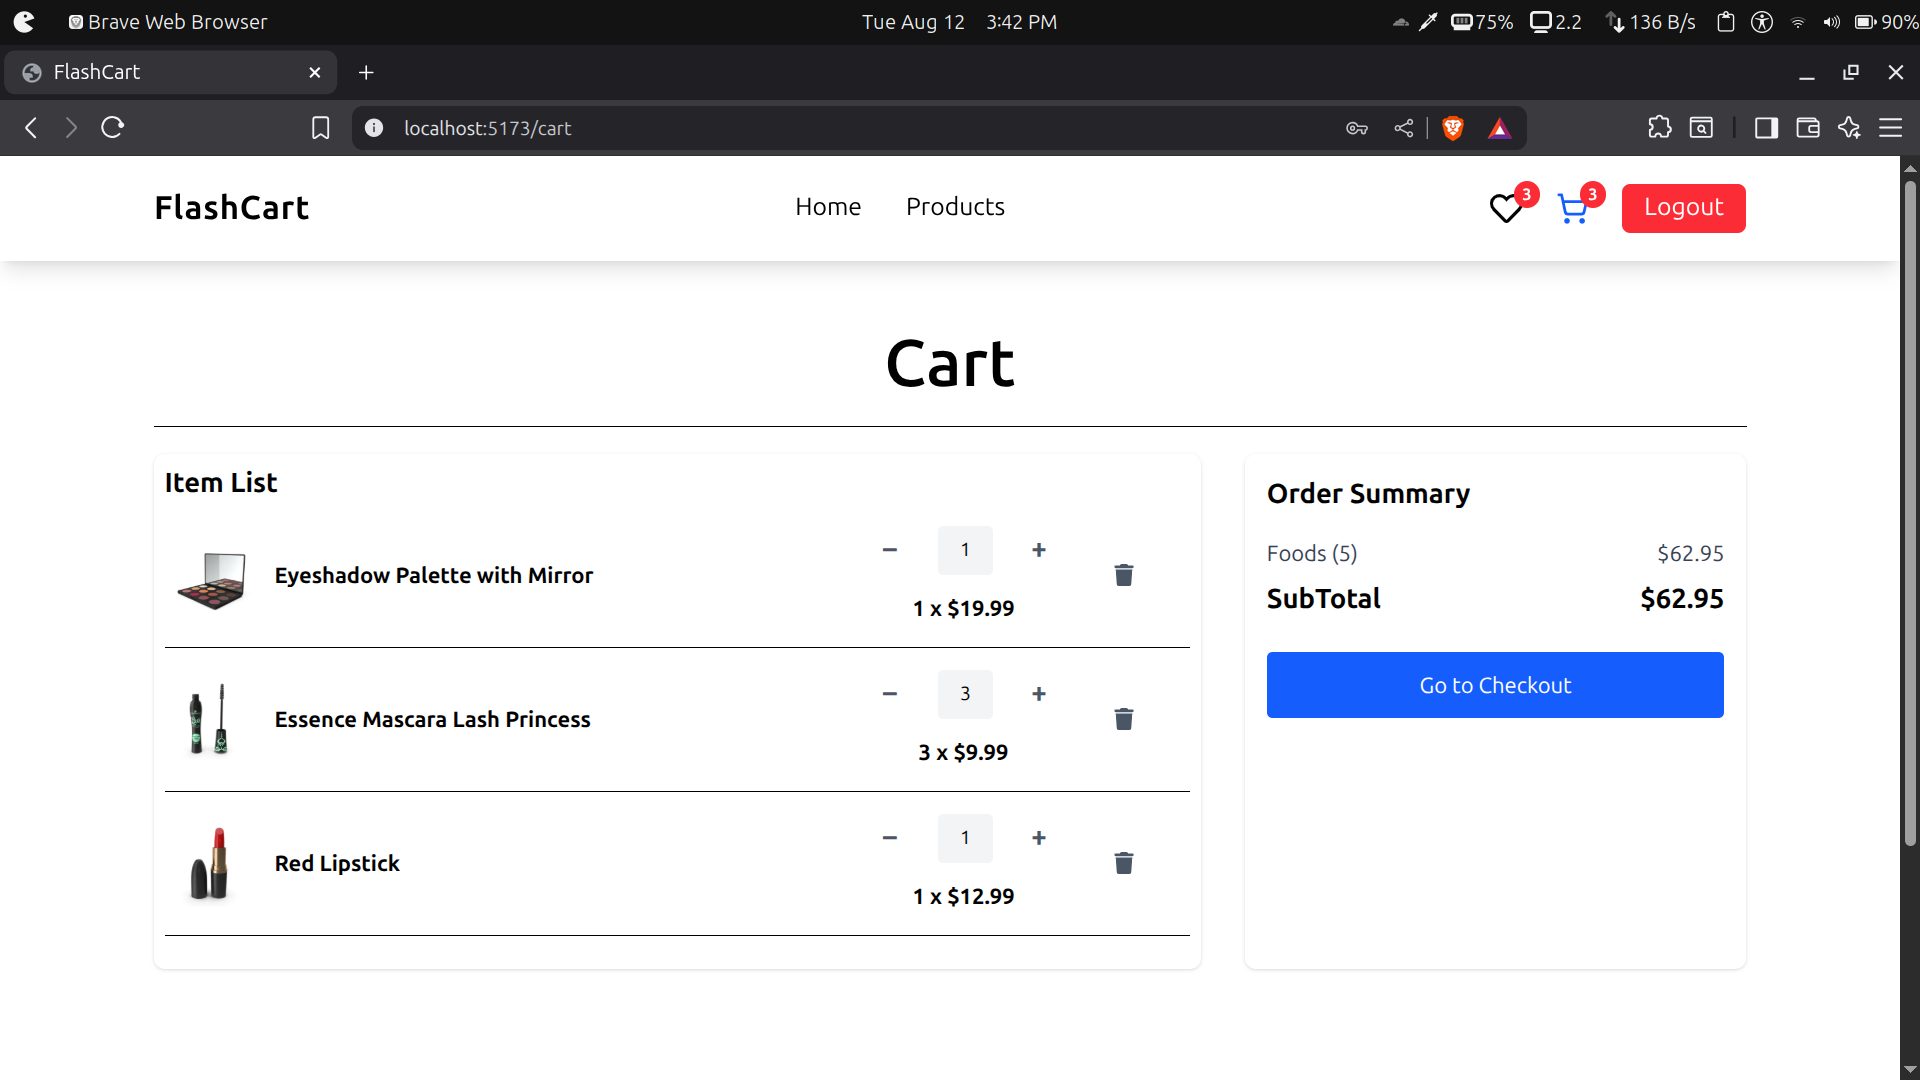 Brave Web Browser
Tue Aug 12 3:42 PM
75% 2.2 136 B/s 90%
FlashCart
localhost:5173/cart
FlashCart
Home Products
3 3 Logout
Cart
Item List
Eyeshadow Palette with Mirror
− 1 +
1 x $19.99
Essence Mascara Lash Princess
− 3 +
3 x $9.99
Red Lipstick
− 1 +
1 x $12.99
Order Summary
Foods (5) $62.95
SubTotal $62.95
Go to Checkout